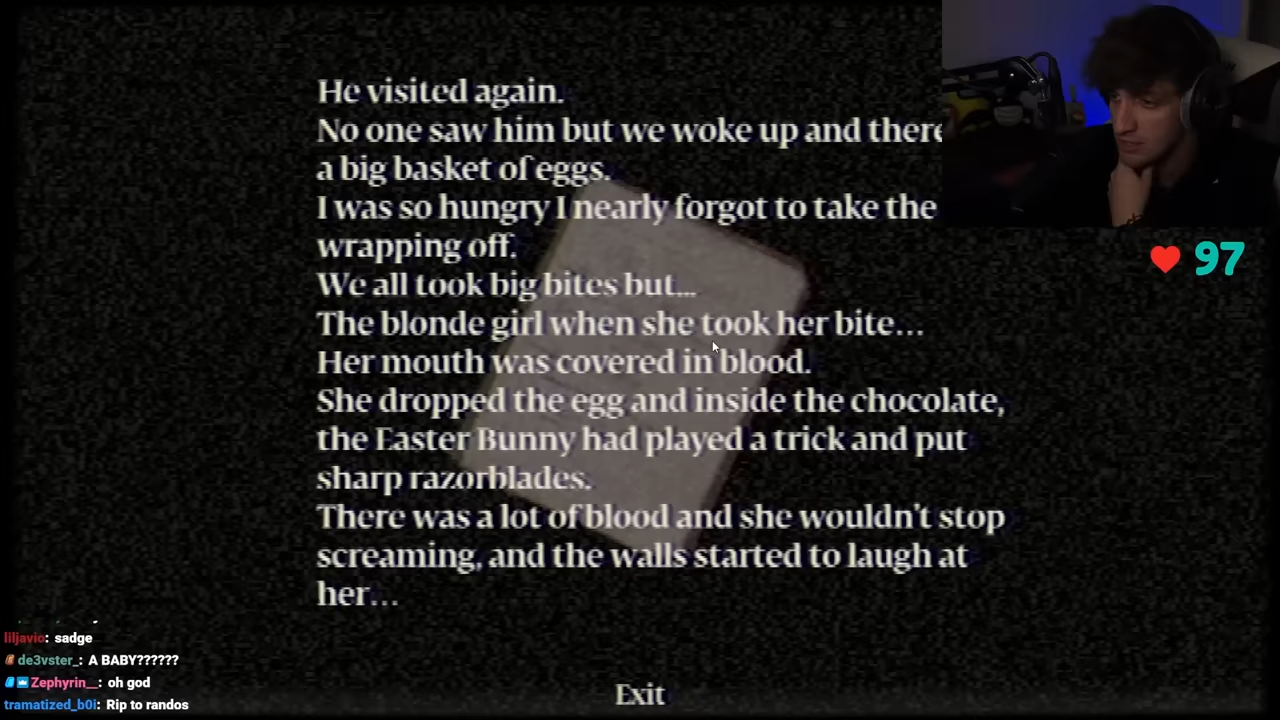 He visited again.
No one saw him but we woke up and there
a big basket of eggs.
I was so hungry I nearly forgot to take the
wrapping off.
We all took big bites but...
The blonde girl when she took her bite...
Her mouth was covered in blood.
She dropped the egg and inside the chocolate,
the Easter Bunny had played a trick and put
sharp razorblades.
There was a lot of blood and she wouldn't stop
screaming, and the walls started to laugh at
her...
97
liljavio: sadge
de3vster_: A BABY??????
Zephyrin__: oh god
tramatized_b0i: Rip to randos
Exit